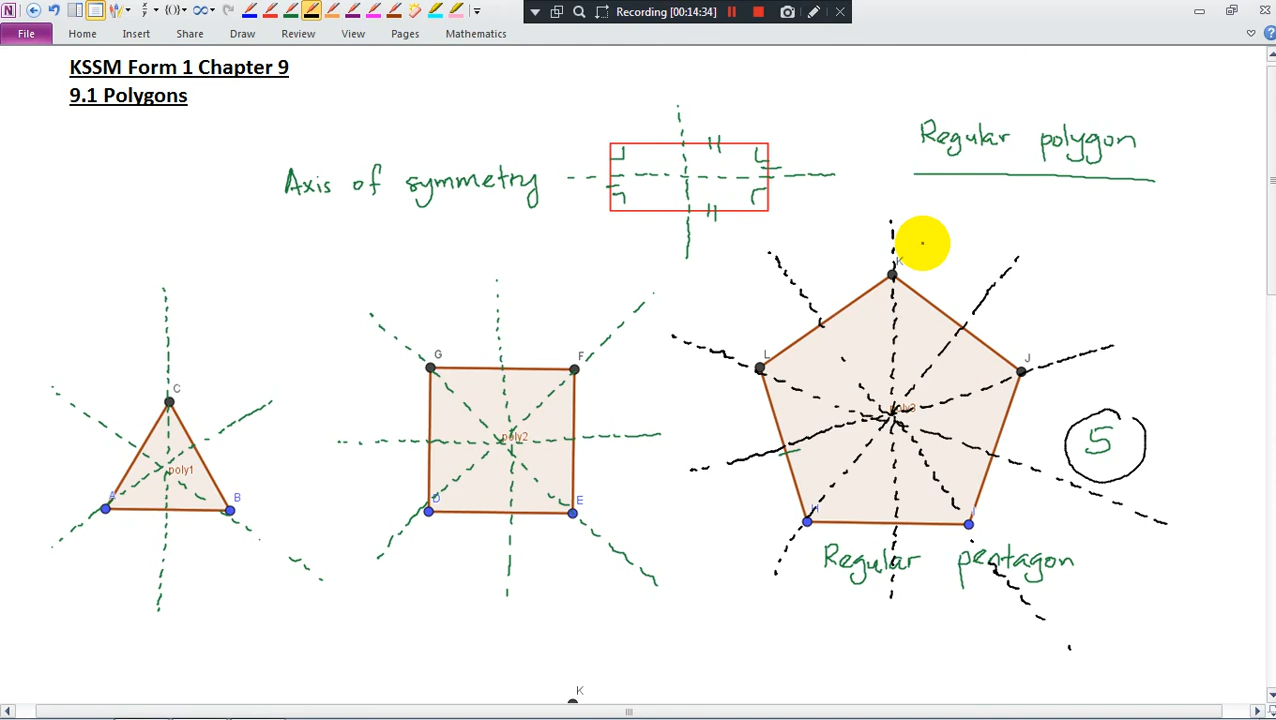 Recording [00:14:34]
File Home Insert Share Draw Review View Pages Mathematics
KSSM Form 1 Chapter 9
9.1 Polygons
Axis of symmetry
Regular polygon
C
A
B
poly1
G
F
D
E
poly2
K
L
J
H
I
poly3
5
Regular pentagon
K